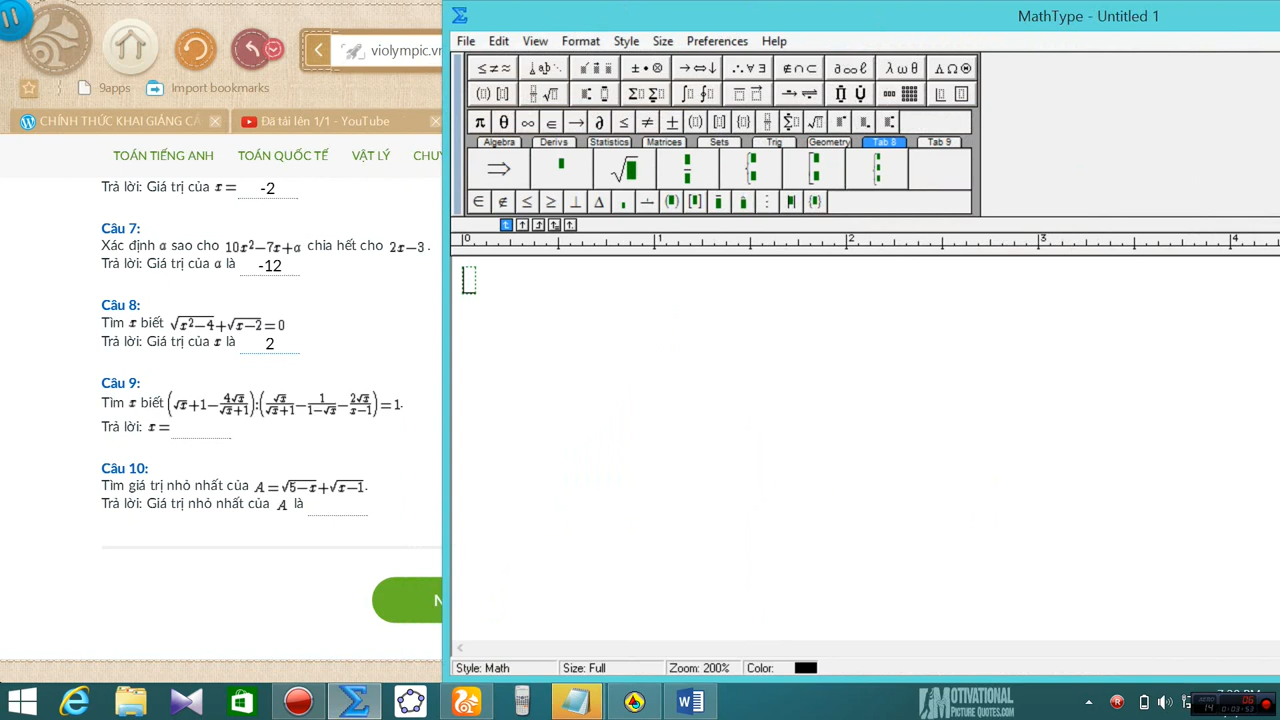 MathType - Untitled 1
violympic.vn
File Edit View Format Style Size Preferences Help
9apps Import bookmarks
CHÍNH THỨC KHAI GIẢNG CÁ
Đã tải lên 1/1 - YouTube
TOÁN TIẾNG ANH TOÁN QUỐC TẾ VẬT LÝ CHUY
Algebra Derivs Statistics Matrices Sets Trig Geometry Tab 8 Tab 9
0 1 2 3 4
Trả lời: Giá trị của x = -2
Câu 7:
Xác định a sao cho 10x²−7x+a chia hết cho 2x−3.
Trả lời: Giá trị của a là -12
Câu 8:
Tìm x biết √(x²−4)+√(x−2)=0
Trả lời: Giá trị của x là 2
Câu 9:
Tìm x biết (√x+1−4√x/(√x+1)):(√x/(√x+1)−1/(1−√x)−2√x/(x−1))=1.
Trả lời: x =
Câu 10:
Tìm giá trị nhỏ nhất của A=√(5−x)+√(x−1).
Trả lời: Giá trị nhỏ nhất của A là
N
Style: Math Size: Full Zoom: 200% Color:
MOTIVATIONAL
PICTURE QUOTES.COM